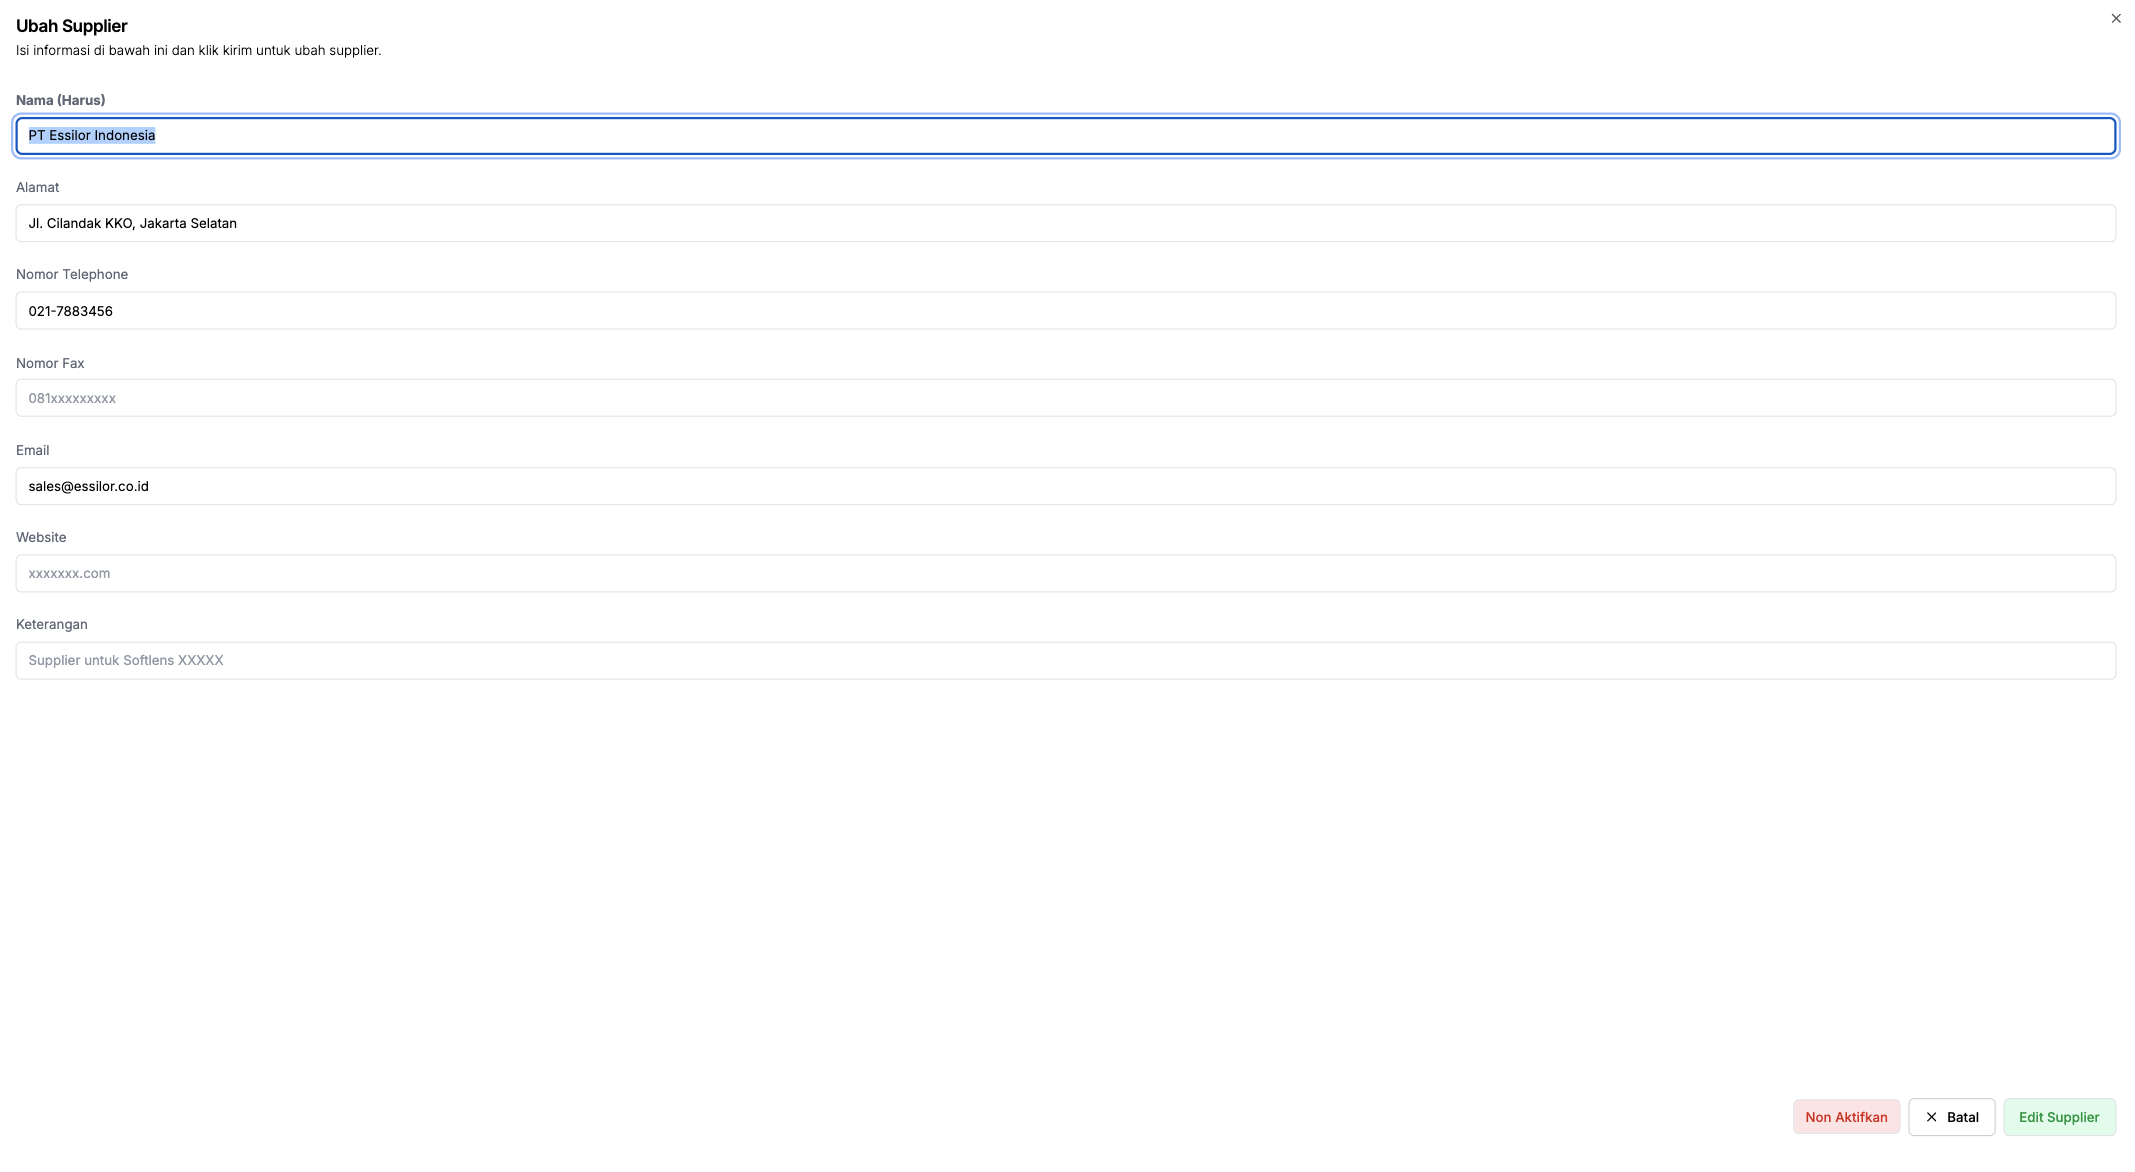 Ubah Supplier
Isi informasi di bawah ini dan klik kirim untuk ubah supplier.
Nama (Harus)
PT Essilor Indonesia
Alamat
Jl. Cilandak KKO, Jakarta Selatan
Nomor Telephone
021-7883456
Nomor Fax
081xxxxxxxxx
Email
sales@essilor.co.id
Website
xxxxxxx.com
Keterangan
Supplier untuk Softlens XXXXX
Non Aktifkan
Batal
Edit Supplier